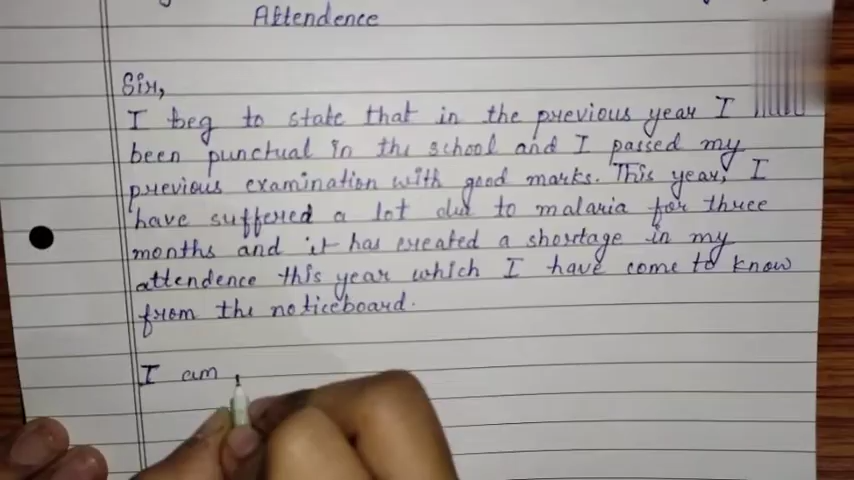 Attendence
Sir,
I beg to state that in the previous year I
been punctual in the school and I passed my
previous examination with good marks. This year, I
have suffered a lot due to malaria for three
months and it has created a shortage in my
attendence this year which I have come to know
from the noticeboard.
I am